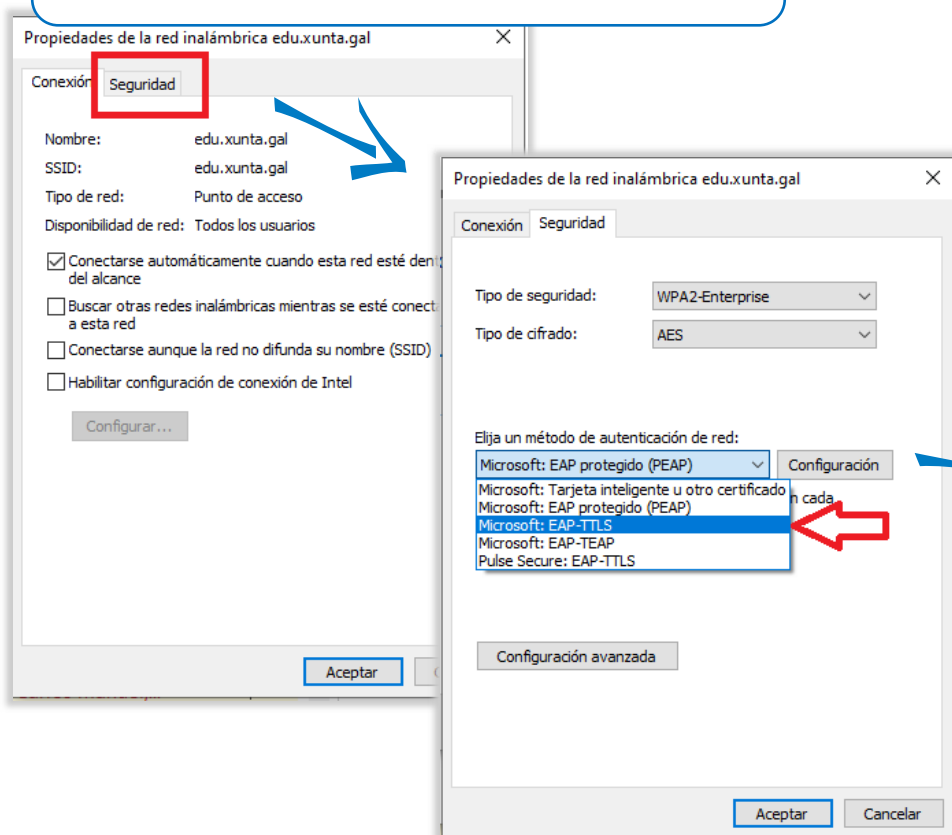 Propiedades de la red inalámbrica edu.xunta.gal
Conexión Seguridad
Nombre: edu.xunta.gal
SSID: edu.xunta.gal
Tipo de red: Punto de acceso
Disponibilidad de red: Todos los usuarios
Conectarse automáticamente cuando esta red esté
del alcance
Buscar otras redes inalámbricas mientras se esté
a esta red
Conectarse aunque la red no difunda su nombre (SSID)
Habilitar configuración de conexión de Intel
Configurar...
Aceptar
Propiedades de la red inalámbrica edu.xunta.gal
Conexión Seguridad
Tipo de seguridad: WPA2-Enterprise
Tipo de cifrado: AES
Elija un método de autenticación de red:
Microsoft: EAP protegido (PEAP) Configuración
Microsoft: Tarjeta inteligente u otro certificado
cada
Microsoft: EAP protegido (PEAP)
Microsoft: EAP-TTLS
Microsoft: EAP-TEAP
Pulse Secure: EAP-TTLS
Configuración avanzada
Aceptar Cancelar